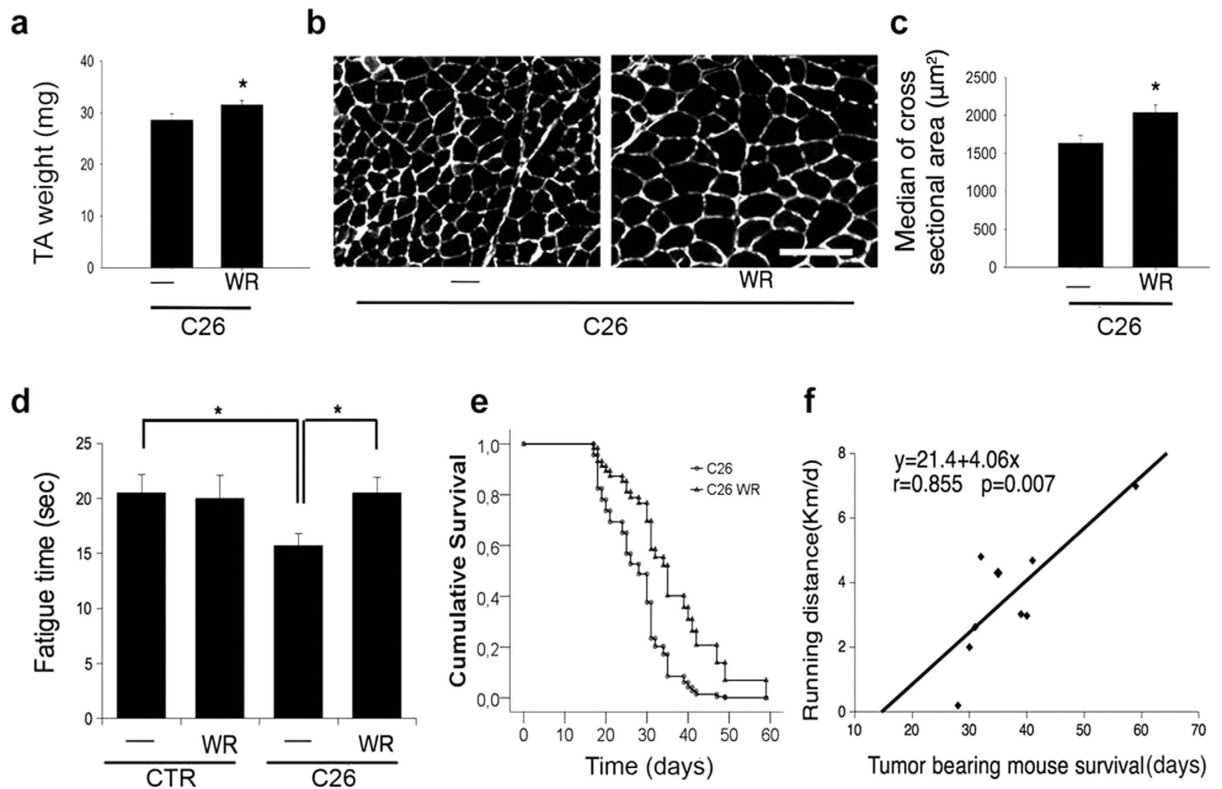 a
TA weight (mg)
40
30
20
10
0
*
—
WR
C26
b
—
WR
C26
c
Median of cross
sectional area (µm²)
2500
2000
1500
1000
500
0
*
—
WR
C26
d
Fatigue time (sec)
25
20
15
10
5
0
*
*
—
WR
—
WR
CTR
C26
e
Cumulative Survival
1,0
0,8
0,6
0,4
0,2
0,0
C26
C26 WR
0 10 20 30 40 50 60
Time (days)
f
Running distance(Km/d)
8
6
4
2
0
y=21.4+4.06x
r=0.855 p=0.007
10 20 30 40 50 60 70
Tumor bearing mouse survival(days)